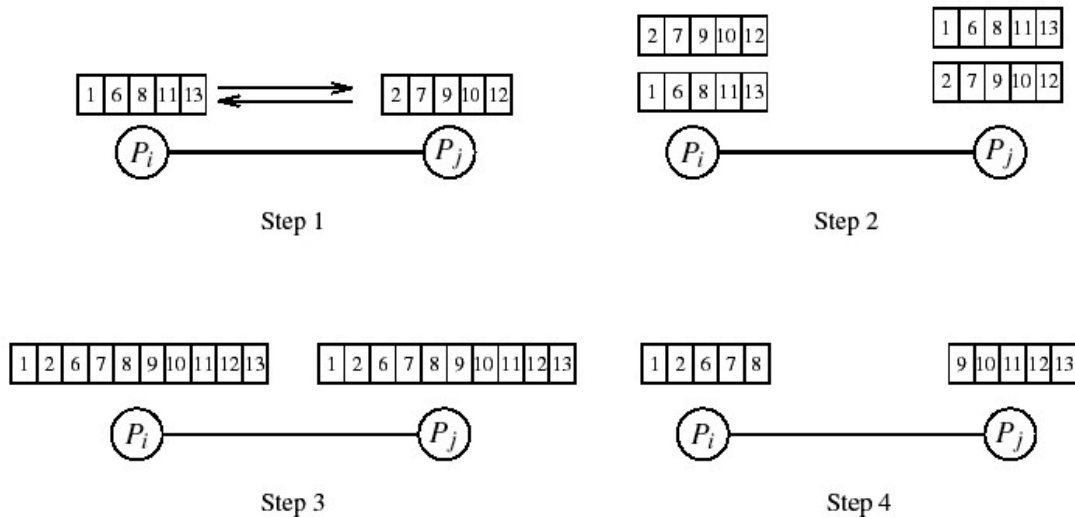 2 7 9 10 12 1 6 8 11 13
1 6 8 11 13 2 7 9 10 12 1 6 8 11 13 2 7 9 10 12
Pi Pj Pi Pj
Step 1 Step 2
1 2 6 7 8 9 10 11 12 13 1 2 6 7 8 9 10 11 12 13 1 2 6 7 8 9 10 11 12 13
Pi Pj Pi Pj
Step 3 Step 4